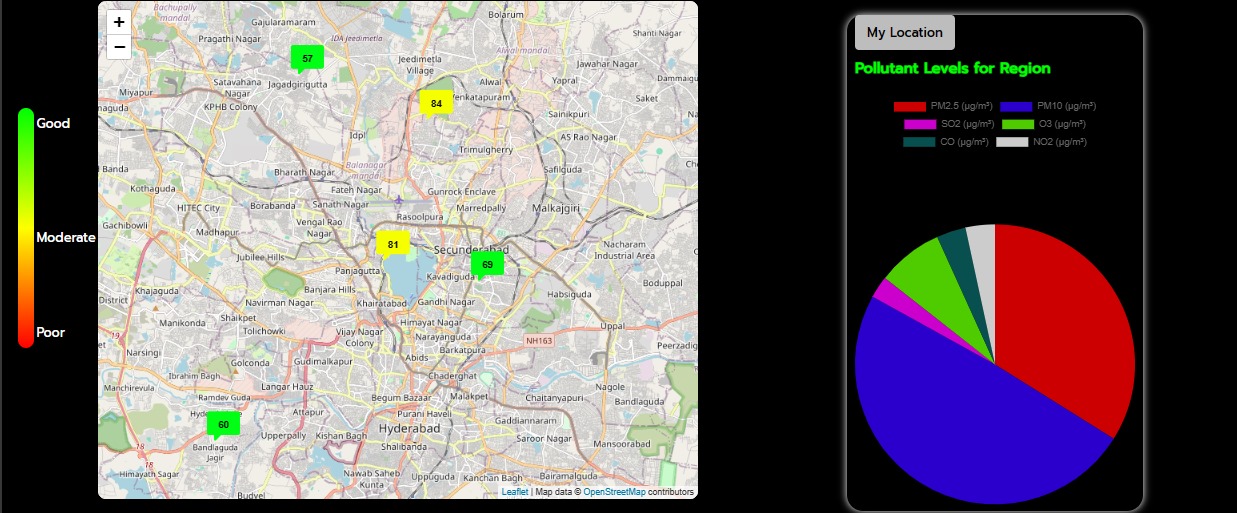 Good
Moderate
Poor
+
−
Bachupally
mandal
Gajularamaram
Bolarum
Shanti Nagar
Pragathi Nagar
IDA Jeedimetla
57
Jeedimetla
Village
Alwal mandal
Jawahar Nagar
Satavahana
Nagar
Jagadgirigutta
Alwal
Yapral
Dammaigu
Miyapur
84
Venkatapuram
Saket
naguda
KPHB Colony
Sainikpuri
Idpl
AS Rao Nagar
Balanagar
mandal
Trimulgherry
Banda
Bharath Nagar
Safilguda
Kothaguda
Fateh Nagar
Gunrock Enclave
HITEC City
Borabanda
Sanath Nagar
Marredpally
Malkajgiri
Rasoolpura
Gachibowli
Madhapur
Vengal Rao
Nagar
81
Secunderabad
Nacharam
Industrial Area
Jubilee Hills
Panjagutta
69
Kavadiguda
Boduppal
Khajaguda
Banjara Hills
Habsiguda
District
Navirman Nagar
Khairatabad
Gandhi Nagar
Manikonda
Shaikpet
Tolichowki
Vijay Nagar
Colony
Himayat Nagar
Uppal
Narayanguda
NH163
Peerzadig
Narsingi
Barkatpura
Golconda
Gudimalkapur
Abids
Ibrahim Bagh
Chaderghat
Manchirevula
Langar Hauz
Nagole
Ramdev Guda
Begum Bazaar
Malakpet
Chaitanyapuri
Bandlaguda
Hyde
60
Attapur
Purani Haveli
Gaddiannaram
Upperpally
Kishan Bagh
Hyderabad
Saroor Nagar
Mansoorabad
18
Bandlaguda
Jagir
Shalibanda
18
Himayath Sagar
Nawab Saheb
Kunta
Kanchan Bagh
Bairamalguda
Budvel
Leaflet | Map data © OpenStreetMap contributors
My Location
Pollutant Levels for Region
PM2.5 (μg/m³) PM10 (μg/m³)
SO2 (μg/m³) O3 (μg/m³)
CO (μg/m³) NO2 (μg/m³)